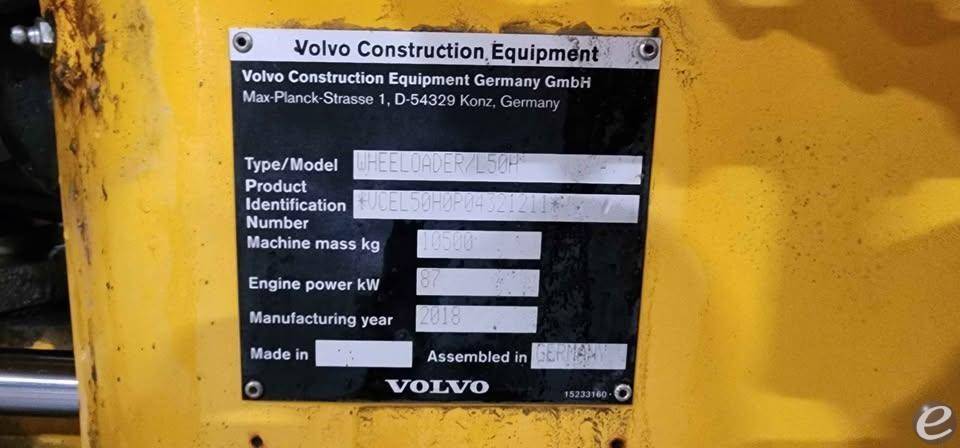 Volvo Construction Equipment
Volvo Construction Equipment Germany GmbH
Max-Planck-Strasse 1, D-54329 Konz, Germany
Type/Model WHEELOADER/L50H
Product
Identification *VCEL50H0P04321211*
Number
Machine mass kg 10500
Engine power kW 87
Manufacturing year 2018
Made in Assembled in GERMANY
VOLVO
15233160
e